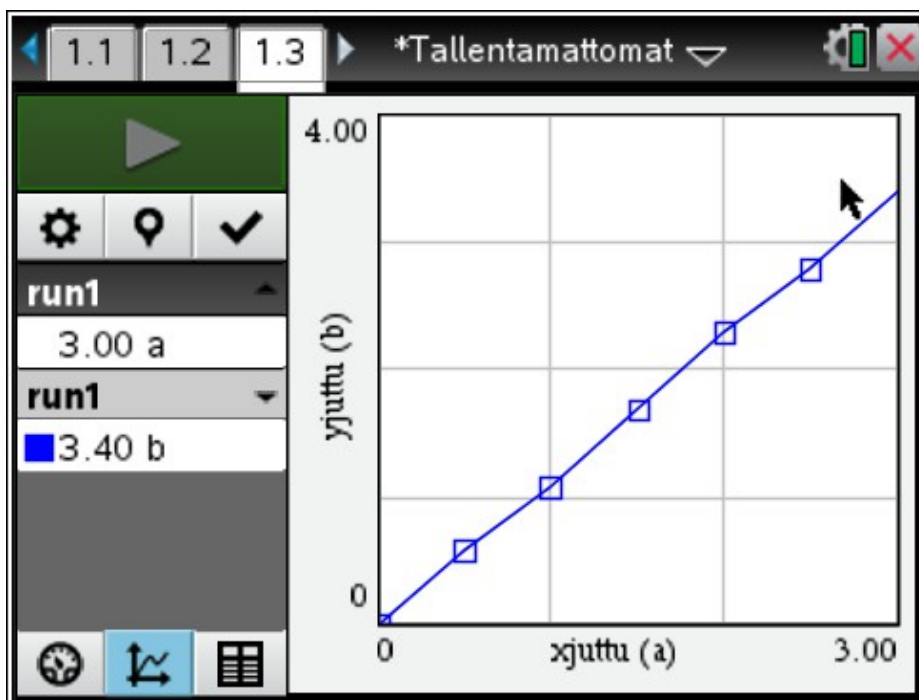 1.1 1.2 1.3 *Tallentamattomat
run1
3.00 a
run1
3.40 b
4.00
yjuttu (b)
0
0 xjuttu (a) 3.00